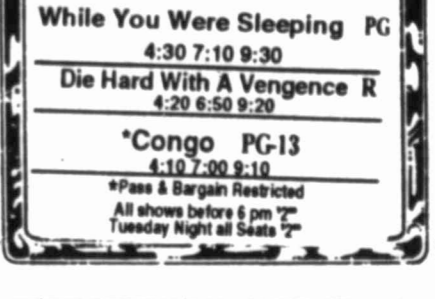 While You Were Sleeping PG
4:30 7:10 9:30
Die Hard With A Vengence R
4:20 6:50 9:20
*Congo PG-13
4:10 7:00 9:10
*Pass & Bargain Restricted
All shows before 6 pm
Tuesday Night all Seats